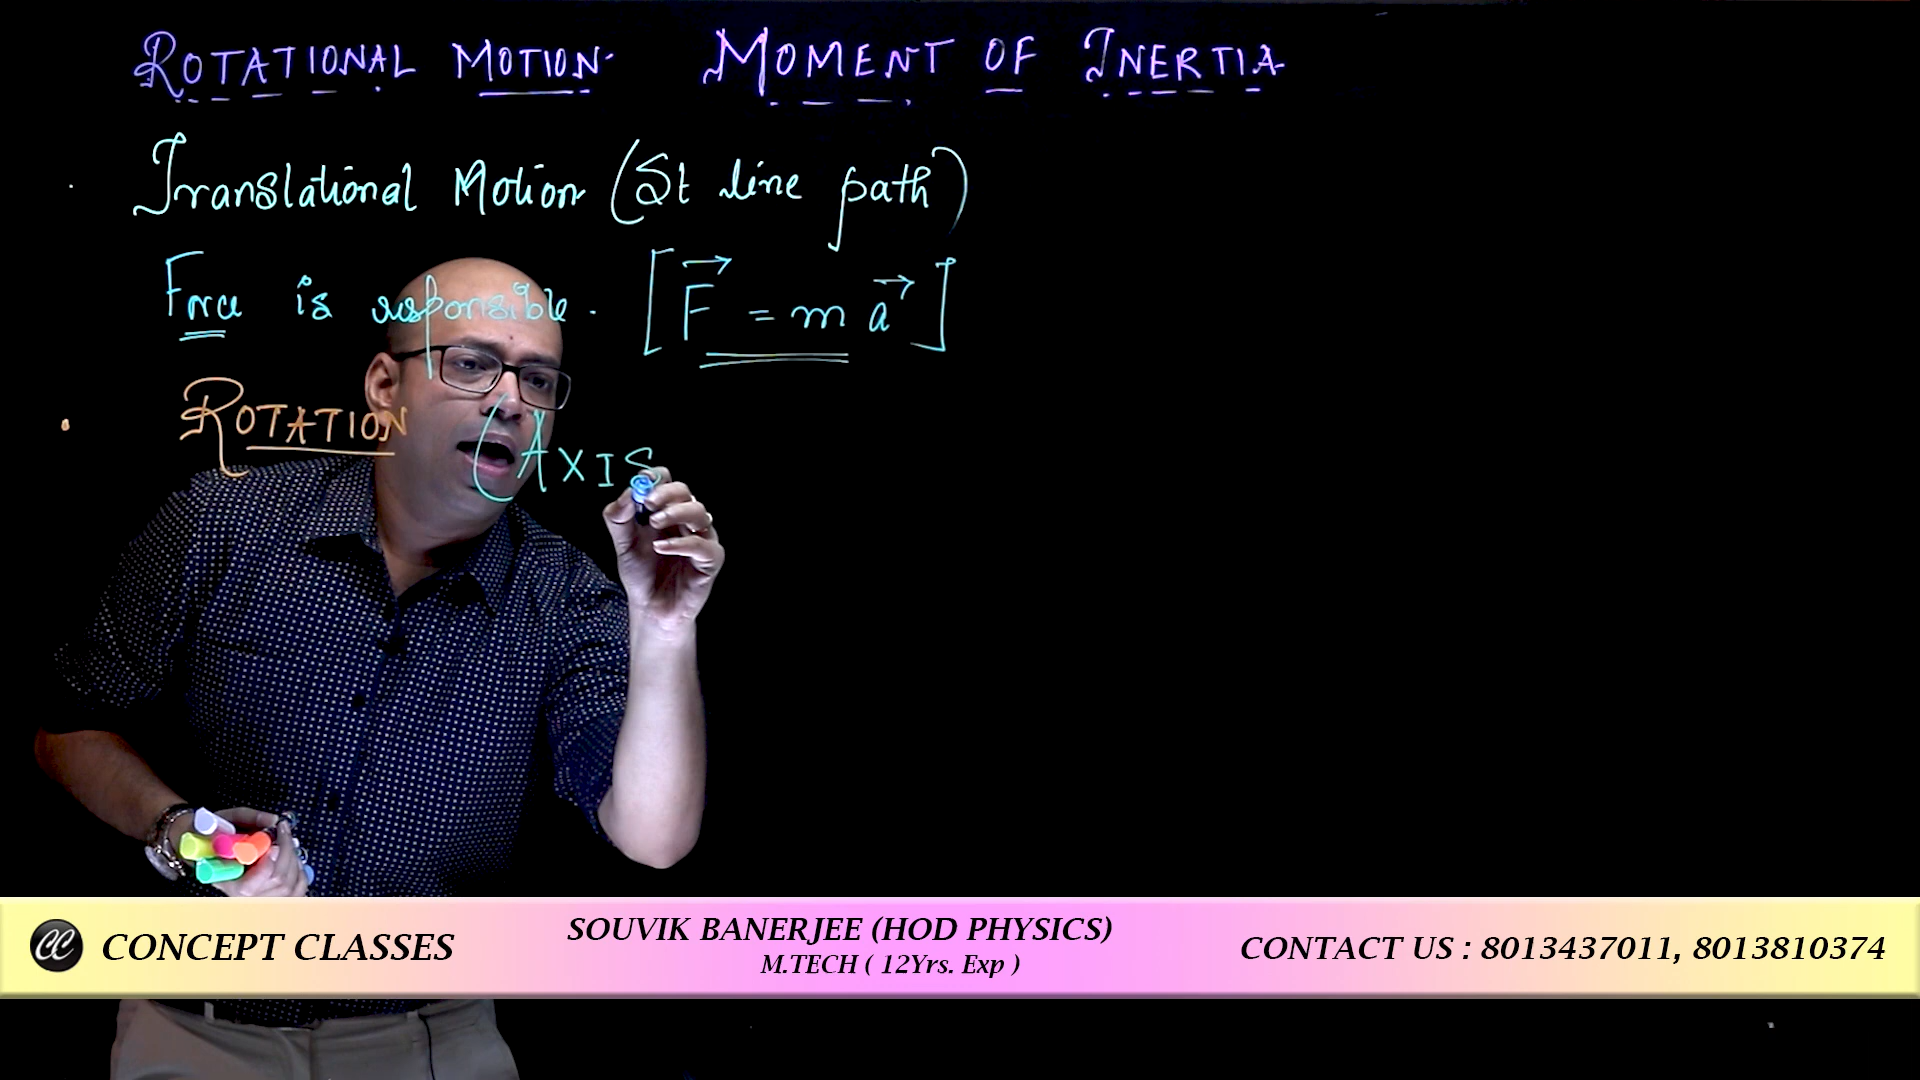 ROTATIONAL MOTION. MOMENT OF INERTIA
Translational Motion (St line path)
Force is responsible. [F⃗ = m a⃗]
ROTATION (AXIS
CC CONCEPT CLASSES
SOUVIK BANERJEE (HOD PHYSICS)
M.TECH ( 12Yrs. Exp )
CONTACT US : 8013437011, 8013810374